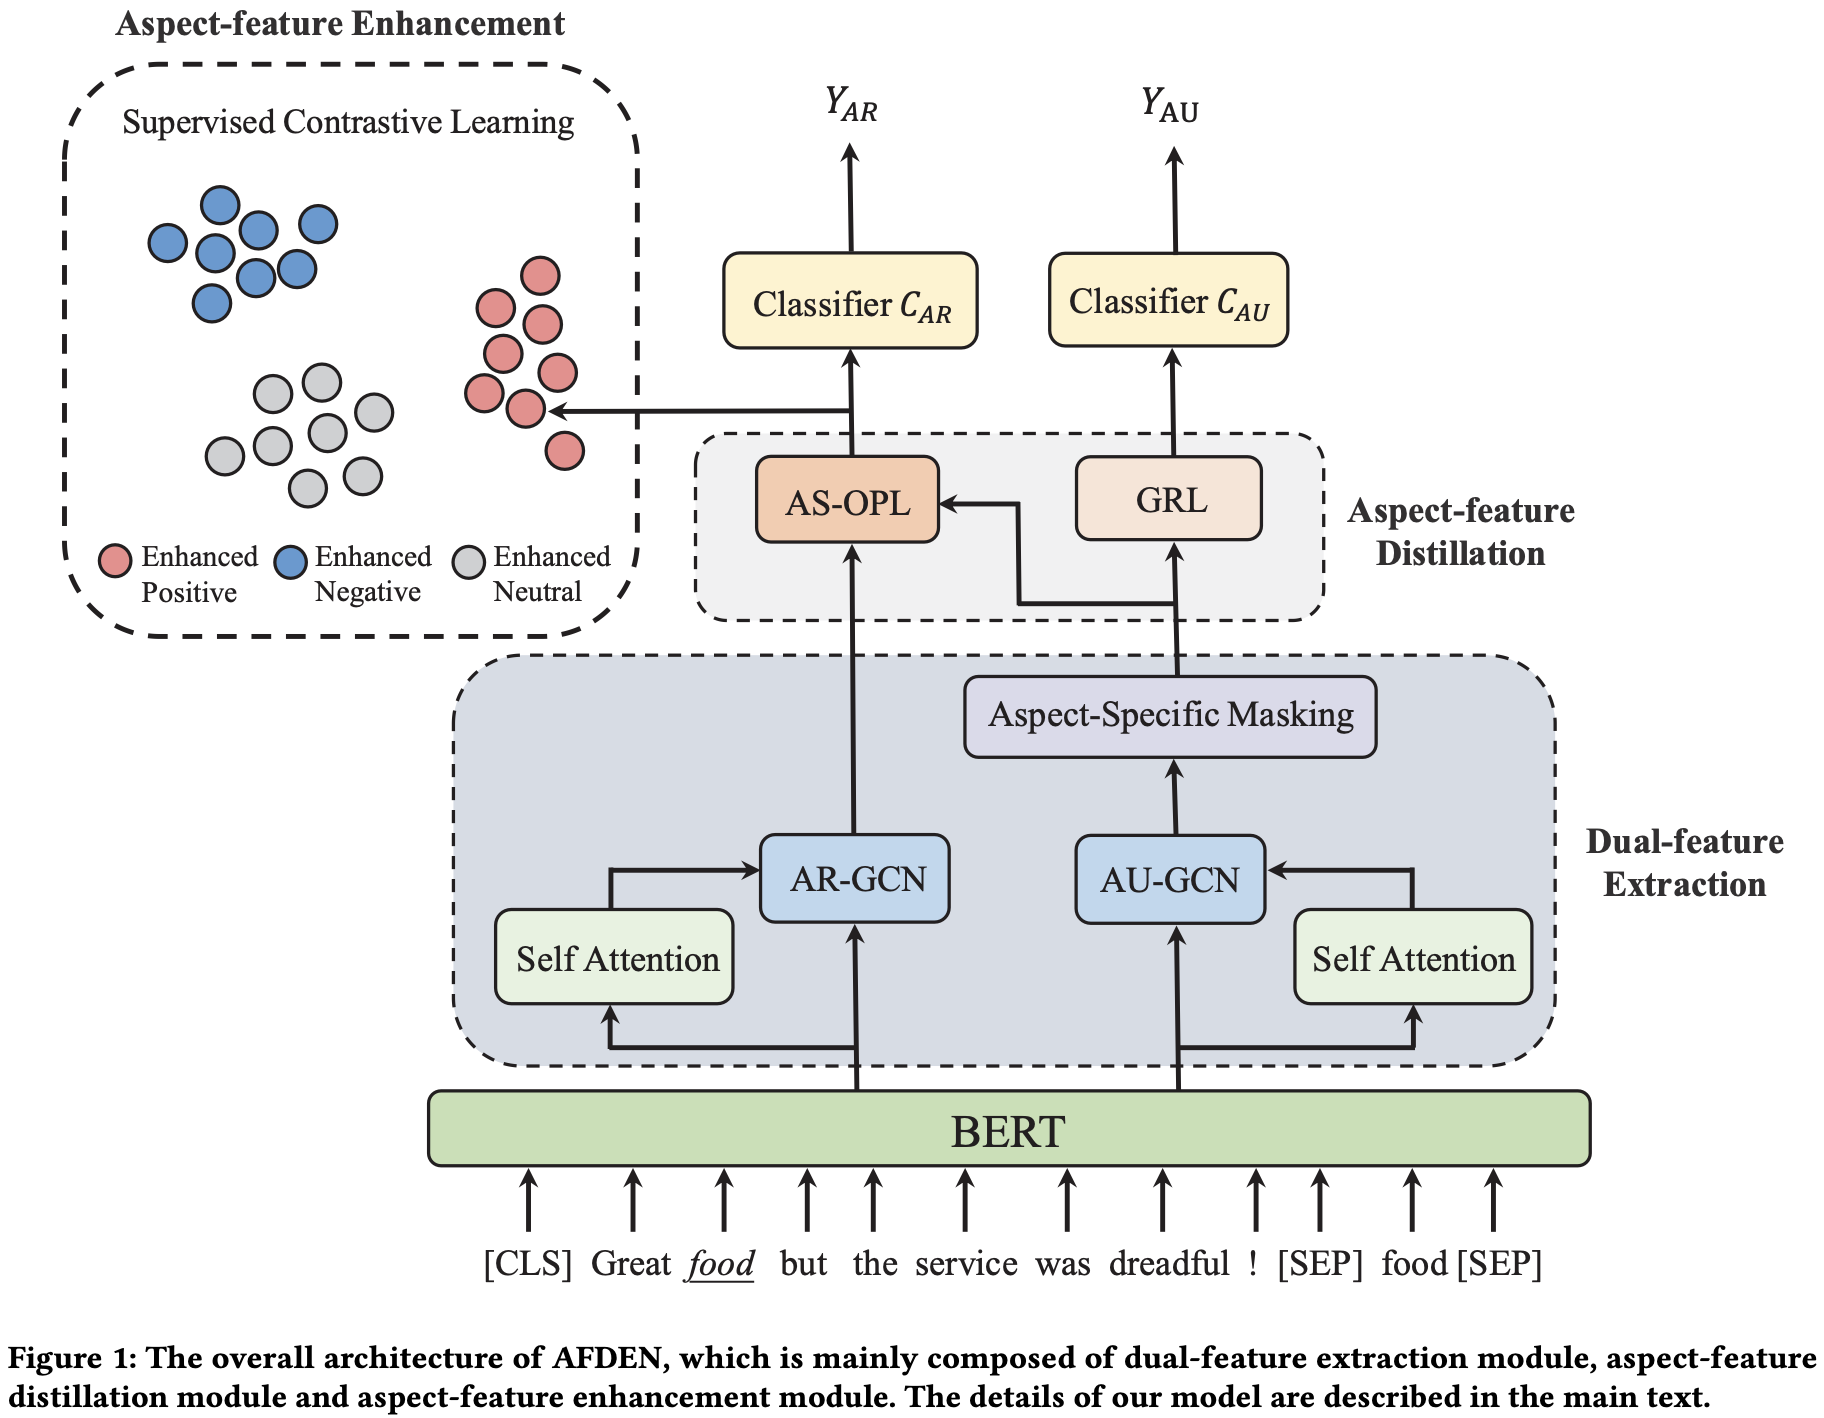 Aspect-feature Enhancement
Supervised Contrastive Learning
Enhanced
Positive
Enhanced
Negative
Enhanced
Neutral
Y_AR
Y_AU
Classifier C_AR
Classifier C_AU
AS-OPL
GRL
Aspect-feature
Distillation
Aspect-Specific Masking
AR-GCN
AU-GCN
Self Attention
Self Attention
Dual-feature
Extraction
BERT
[CLS] Great food but the service was dreadful ! [SEP] food [SEP]
Figure 1: The overall architecture of AFDEN, which is mainly composed of dual-feature extraction module, aspect-feature
distillation module and aspect-feature enhancement module. The details of our model are described in the main text.